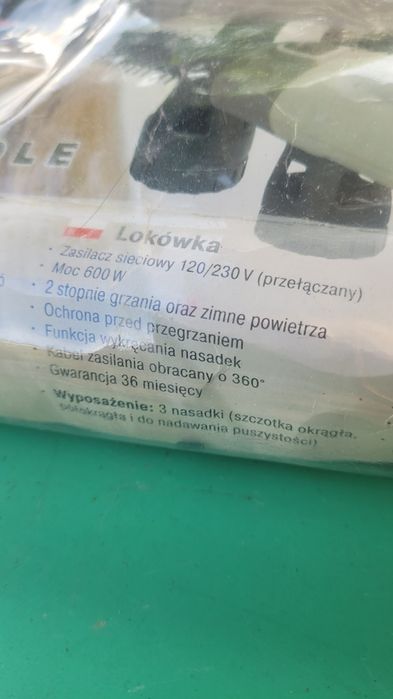 OLE
Lokówka
· Zasilacz sieciowy 120/230 V (przełączany)
· Moc 600 W
· 2 stopnie grzania oraz zimne powietrza
· Ochrona przed przegrzaniem
· Funkcja wykręcania nasadek
· Kabel zasilania obracany o 360°
· Gwarancja 36 miesięcy
· Wyposażenie: 3 nasadki (szczotka okrągła,
półokrągła i do nadawania puszystości)